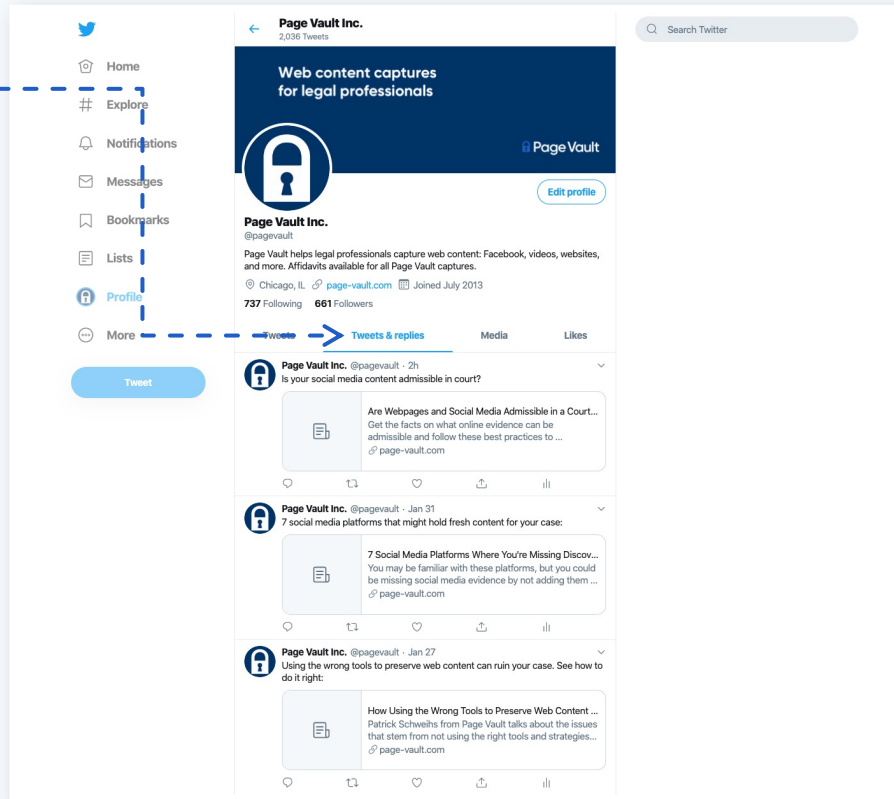 Page Vault Inc.
2,036 Tweets
Search Twitter
Home
Explore
Notifications
Messages
Bookmarks
Lists
Profile
More
Tweet
Web content captures
for legal professionals
Page Vault
Edit profile
Page Vault Inc.
@pagevault
Page Vault helps legal professionals capture web content: Facebook, videos, websites,
and more. Affidavits available for all Page Vault captures.
Chicago, IL page-vault.com Joined July 2013
737 Following 661 Followers
Tweets Tweets & replies Media Likes
Page Vault Inc. @pagevault · 2h
Is your social media content admissible in court?
Are Webpages and Social Media Admissible in a Court...
Get the facts on what online evidence can be
admissible and follow these best practices to ...
page-vault.com
Page Vault Inc. @pagevault · Jan 31
7 social media platforms that might hold fresh content for your case:
7 Social Media Platforms Where You're Missing Discov...
You may be familiar with these platforms, but you could
be missing social media evidence by not adding them ...
page-vault.com
Page Vault Inc. @pagevault · Jan 27
Using the wrong tools to preserve web content can ruin your case. See how to
do it right:
How Using the Wrong Tools to Preserve Web Content ...
Patrick Schweihs from Page Vault talks about the issues
that stem from not using the right tools and strategies...
page-vault.com